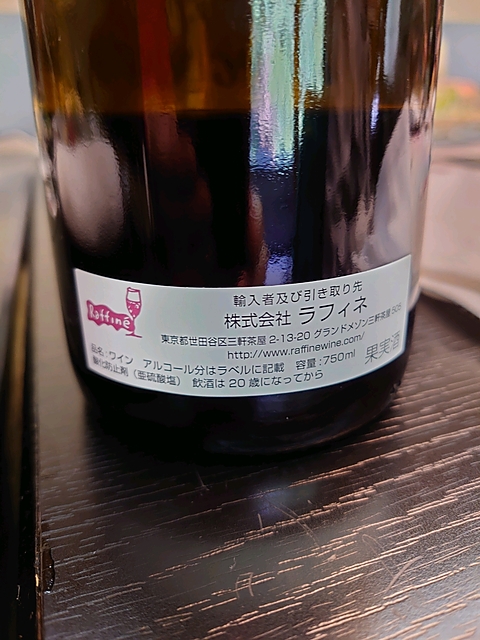 Raffiné
輸入者及び引き取り先
株式会社 ラフィネ
東京都世田谷区三軒茶屋 2-13-20 グランドメゾン三軒茶屋 505
http://www.raffinewine.com/
品名:ワイン アルコール分はラベルに記載 容量:750ml 果実酒
酸化防止剤(亜硫酸塩) 飲酒は 20 歳になってから